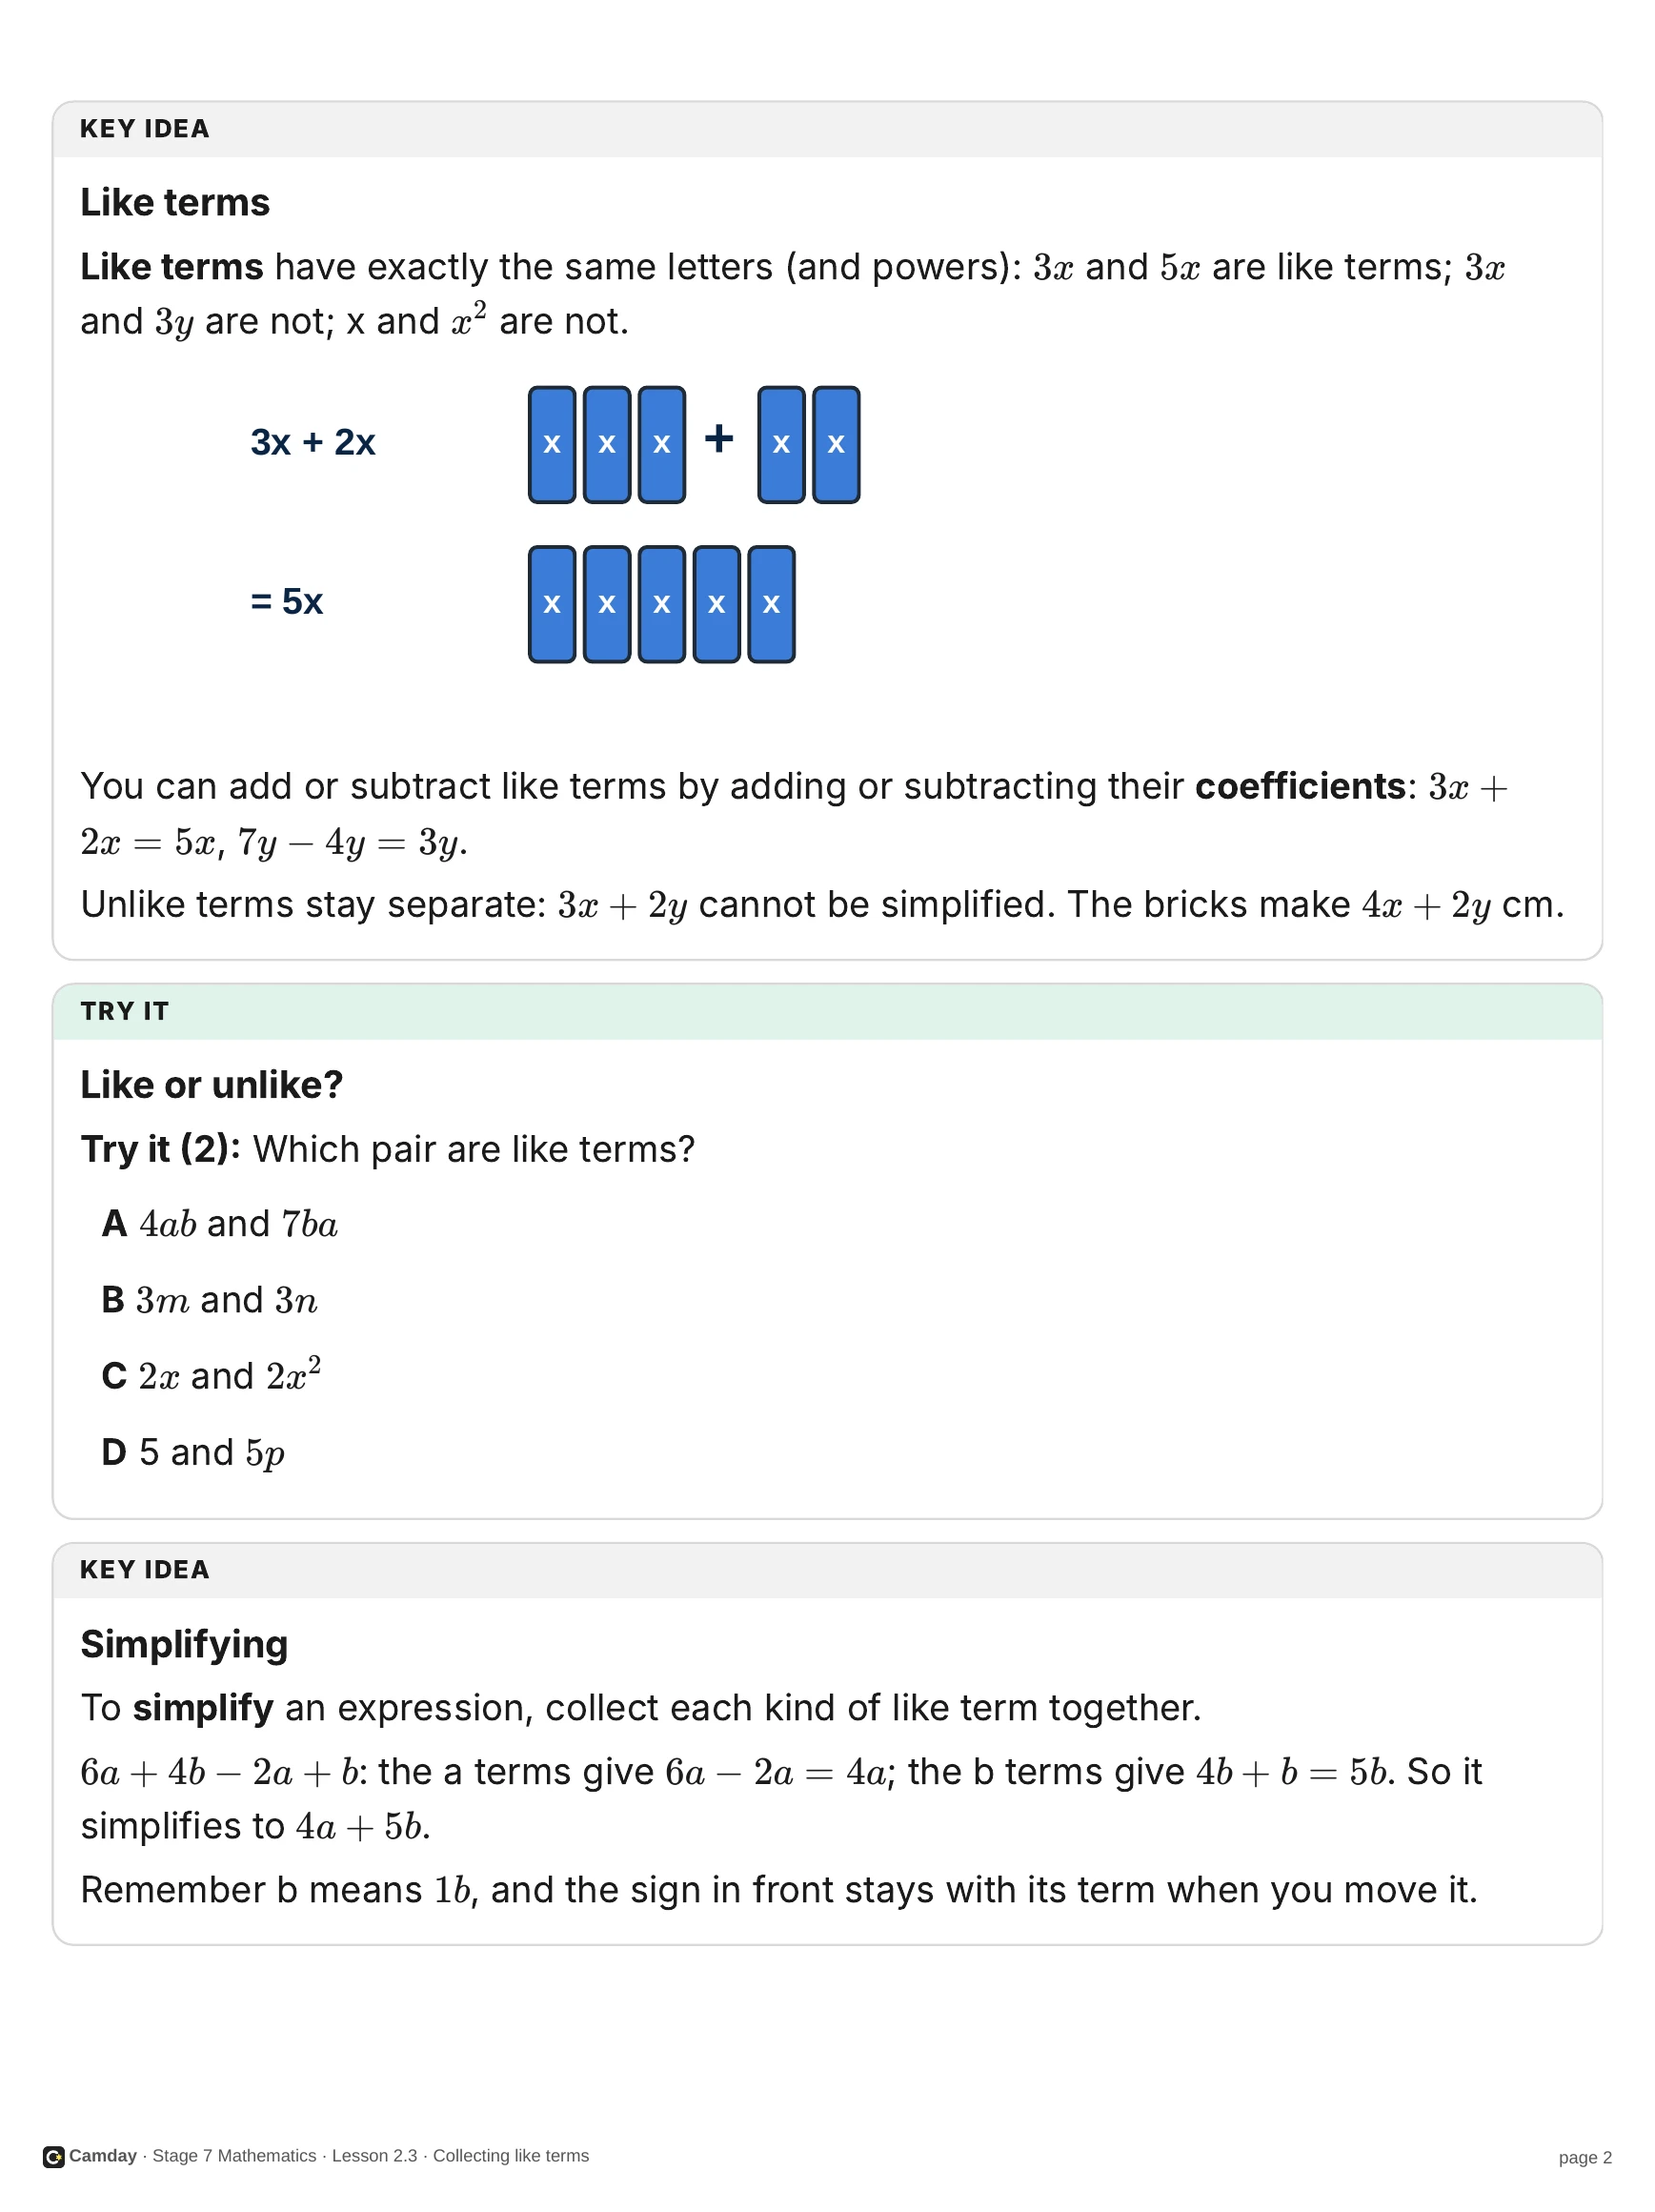 KEY IDEA
Like terms
Like terms have exactly the same letters (and powers): 3x and 5x are like terms; 3x
and 3y are not; x and x² are not.
3x + 2x x x x + x x
= 5x x x x x x
You can add or subtract like terms by adding or subtracting their coefficients: 3x +
2x = 5x, 7y − 4y = 3y.
Unlike terms stay separate: 3x + 2y cannot be simplified. The bricks make 4x + 2y cm.
TRY IT
Like or unlike?
Try it (2): Which pair are like terms?
A 4ab and 7ba
B 3m and 3n
C 2x and 2x²
D 5 and 5p
KEY IDEA
Simplifying
To simplify an expression, collect each kind of like term together.
6a + 4b − 2a + b: the a terms give 6a − 2a = 4a; the b terms give 4b + b = 5b. So it
simplifies to 4a + 5b.
Remember b means 1b, and the sign in front stays with its term when you move it.
Camday · Stage 7 Mathematics · Lesson 2.3 · Collecting like terms page 2